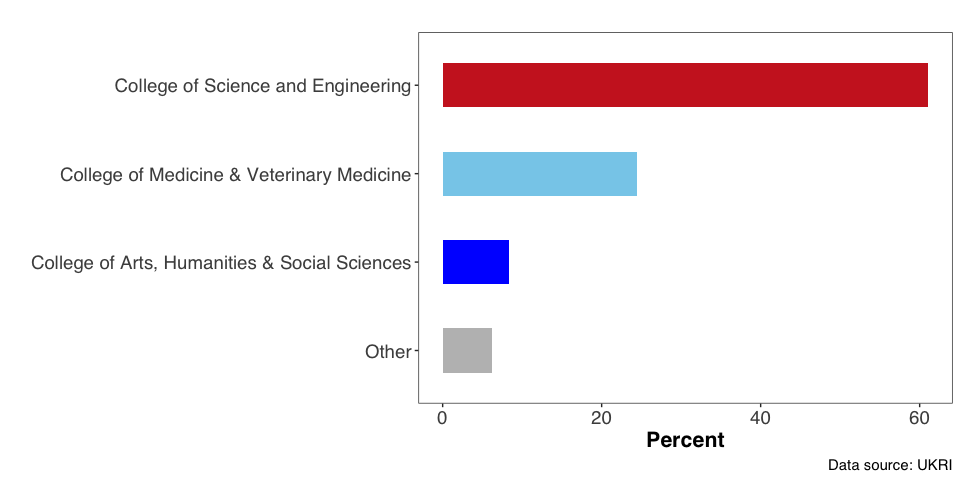 College of Science and Engineering
College of Medicine & Veterinary Medicine
College of Arts, Humanities & Social Sciences
Other
0 20 40 60
Percent
Data source: UKRI